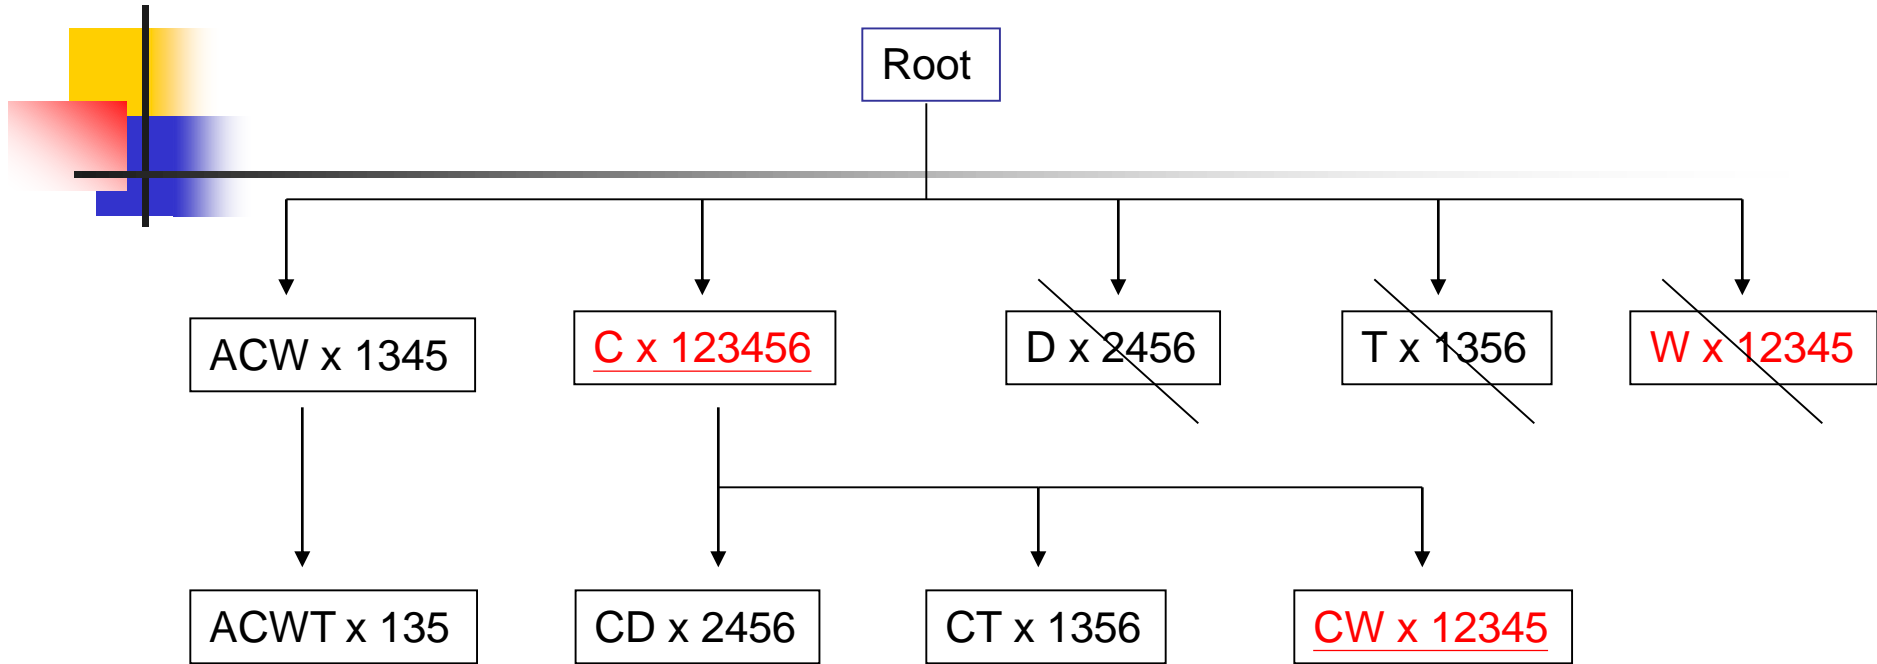 Root
ACW x 1345
C x 123456
D x 2456
T x 1356
W x 12345
ACWT x 135
CD x 2456
CT x 1356
CW x 12345